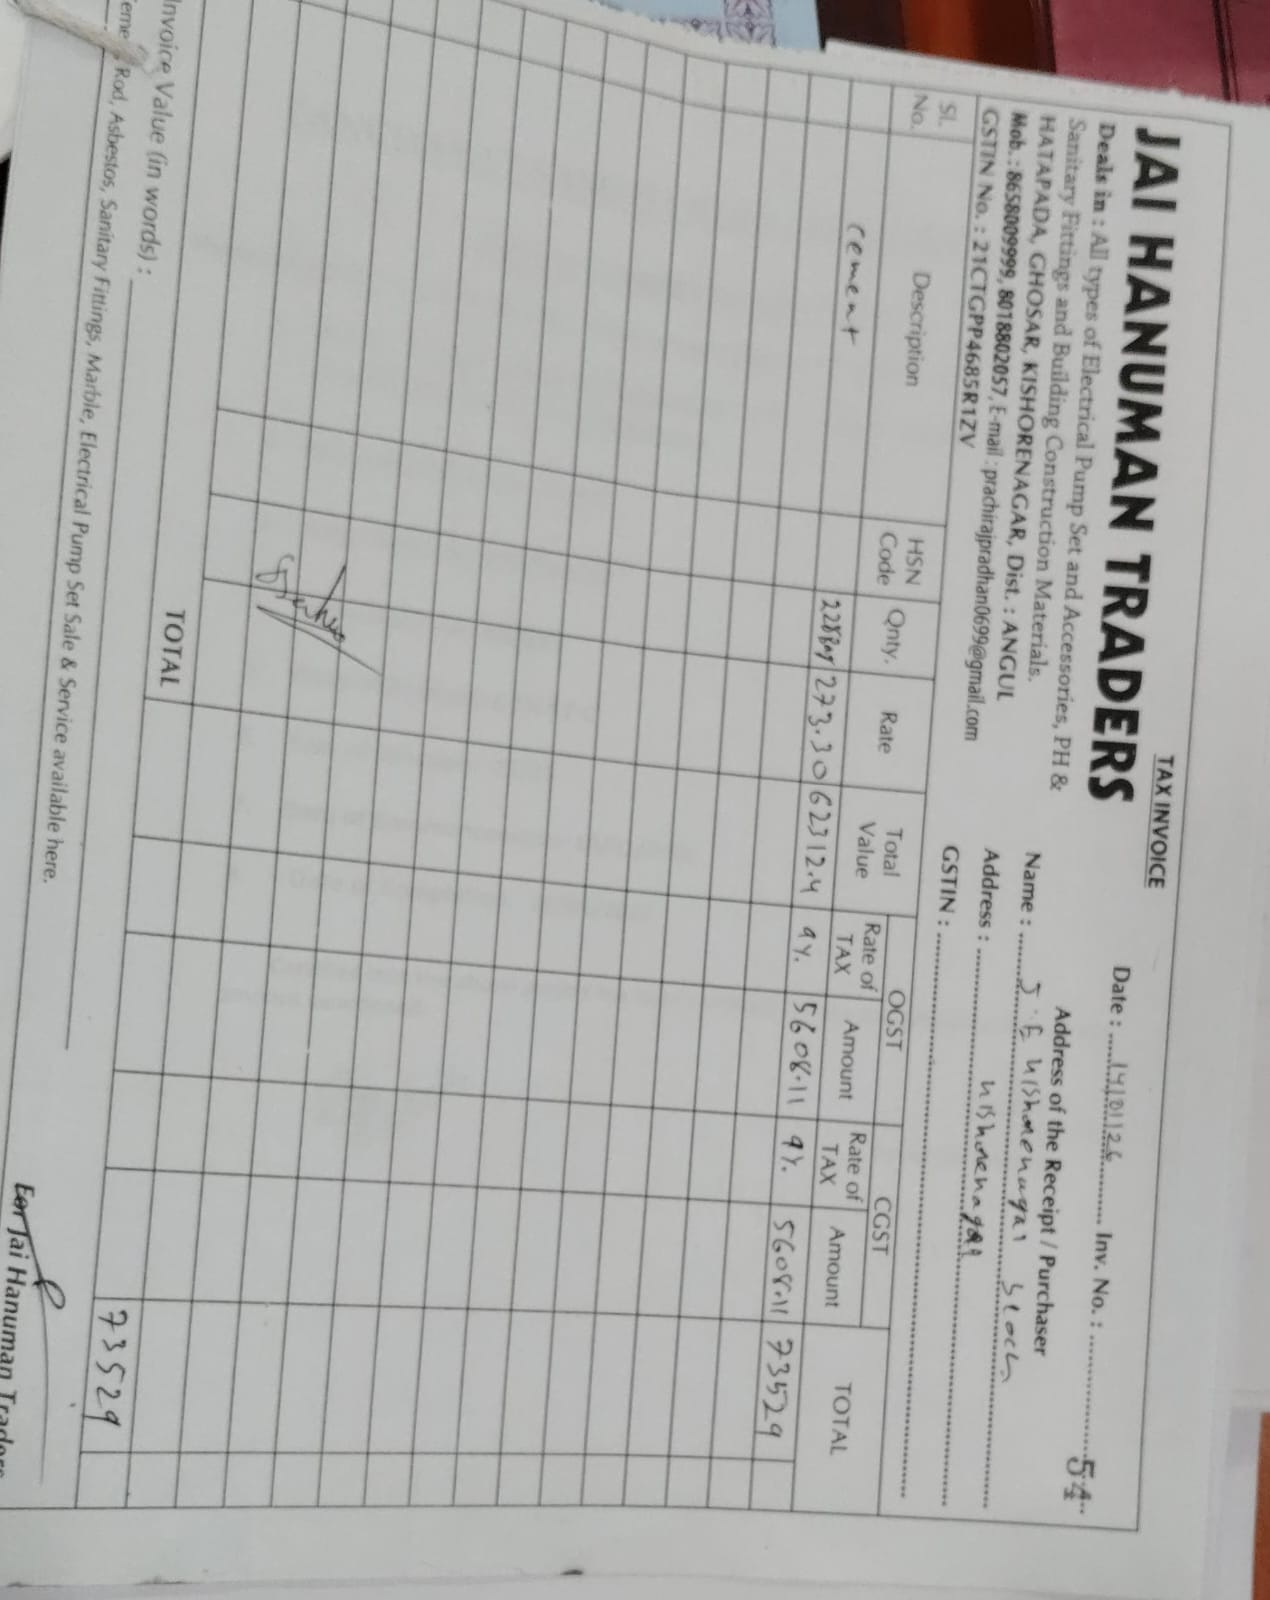 TAX INVOICE
JAI HANUMAN TRADERS
Deals in : All types of Electrical Pump Set and Accessories, PH &
Sanitary Fittings and Building Construction Materials.
HATAPADA, GHOSAR, KISHORENAGAR, Dist. : ANGUL
Mob. : 8658009999, 8018802057, E-mail : prachirajpradhan0699@gmail.com
GSTIN No. : 21CTGPP4685R1ZV
Date : 14/01/26 Inv. No. : 54
Address of the Receipt / Purchaser
Name : J.E Kishorenagar
Address : Kishorenagar
GSTIN :
Sl. No. Description HSN Code Qnty. Rate Total Value OGST CGST TOTAL
Rate of TAX Amount Rate of TAX Amount
cement 228 Bag 273.30 62312.4 9% 5608.11 9% 5608.11 73529
TOTAL 73529
Invoice Value (in words) :
Rod, Asbestos, Sanitary Fittings, Marble, Electrical Pump Set Sale & Service available here.
For Jai Hanuman Traders